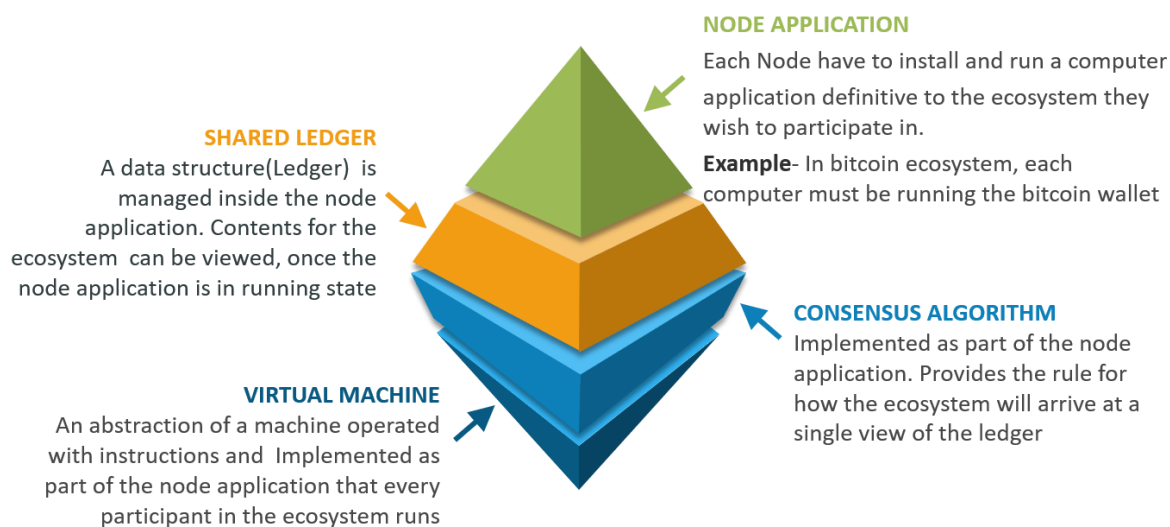 NODE APPLICATION
Each Node have to install and run a computer
application definitive to the ecosystem they
wish to participate in.
Example- In bitcoin ecosystem, each
computer must be running the bitcoin wallet
SHARED LEDGER
A data structure(Ledger) is
managed inside the node
application. Contents for the
ecosystem can be viewed, once the
node application is in running state
CONSENSUS ALGORITHM
Implemented as part of the node
application. Provides the rule for
how the ecosystem will arrive at a
single view of the ledger
VIRTUAL MACHINE
An abstraction of a machine operated
with instructions and Implemented as
part of the node application that every
participant in the ecosystem runs